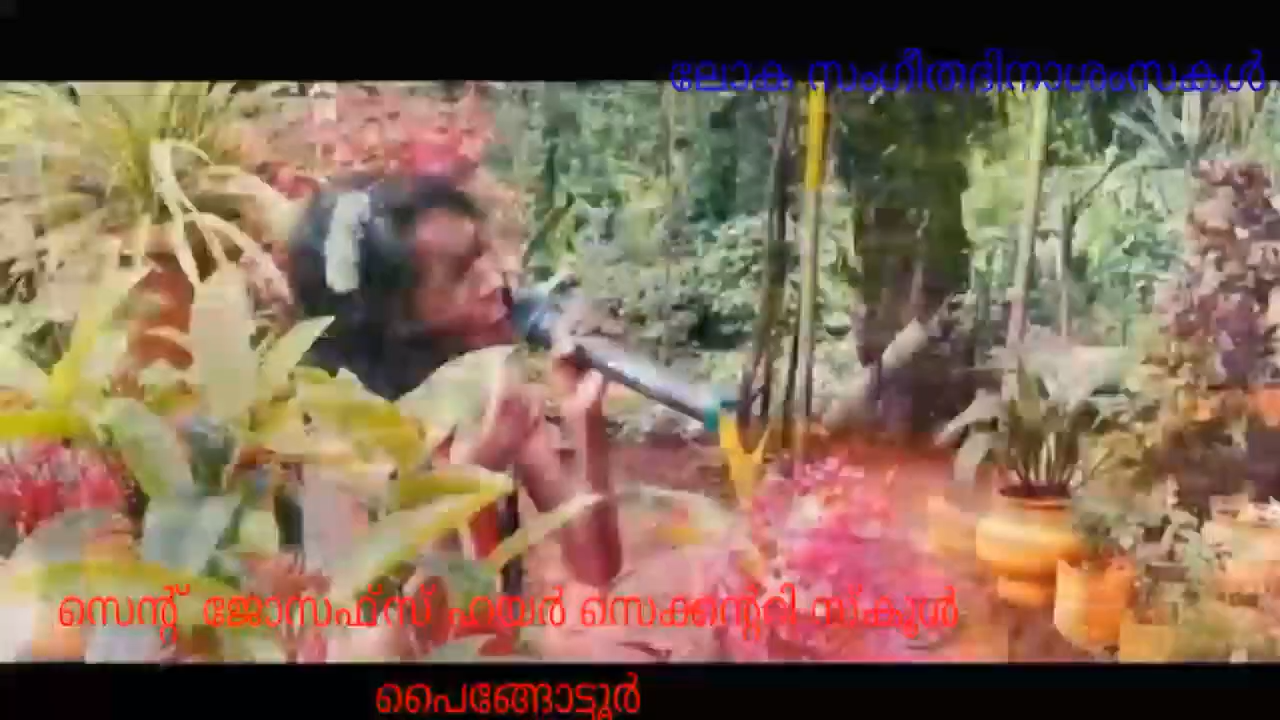 ലോക സംഗീതദിനാശംസകൾ
സെന്റ് ജോസഫ്സ് ഹയർ സെക്കന്ററി സ്കൂൾ
പൈങ്ങോട്ടൂർ